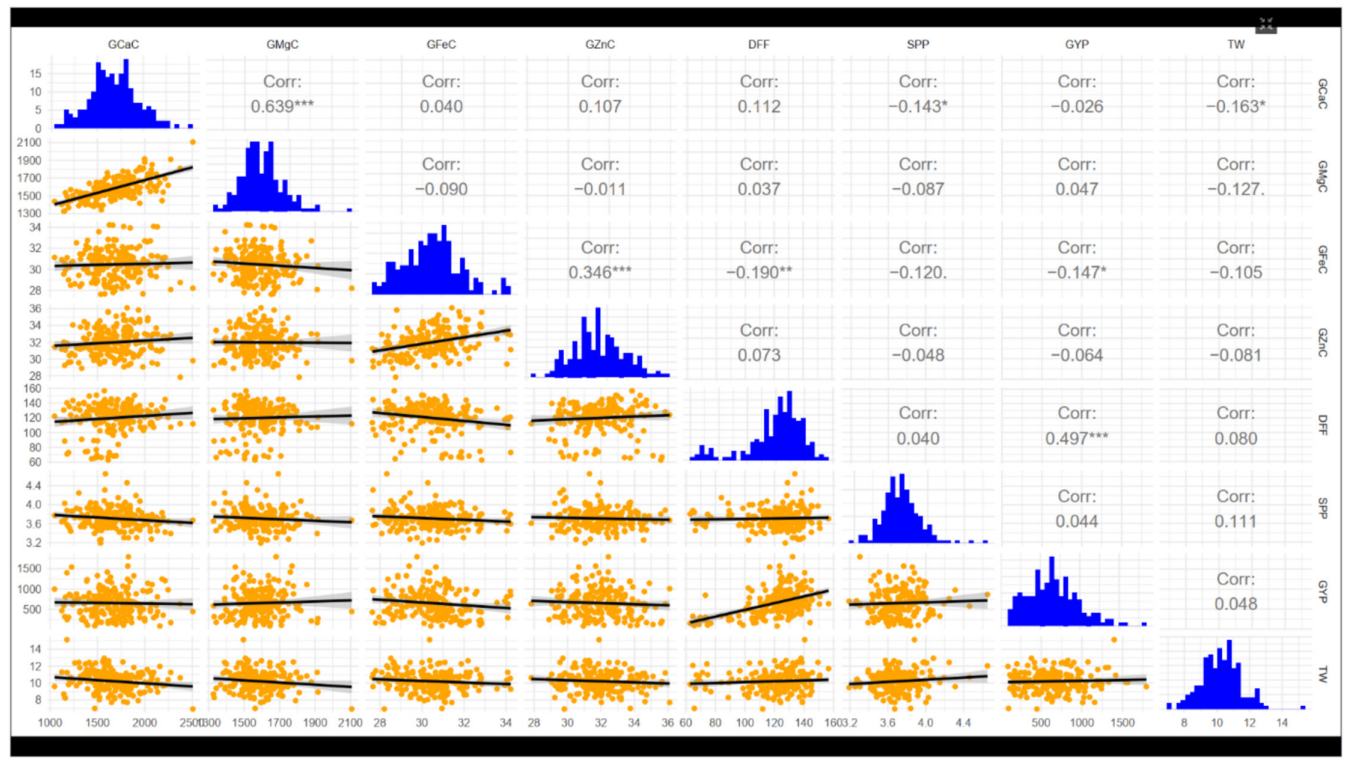 GCaC GMgC GFeC GZnC DFF SPP GYP TW
Corr: Corr: Corr: Corr: Corr: Corr: Corr:
0.639*** 0.040 0.107 0.112 −0.143* −0.026 −0.163*
GCaC
15
10
5
0
Corr: Corr: Corr: Corr: Corr: Corr:
−0.090 −0.011 0.037 −0.087 0.047 −0.127.
GMgC
2100
1900
1700
1500
1300
Corr: Corr: Corr: Corr: Corr:
0.346*** −0.190** −0.120. −0.147* −0.105
GFeC
34
32
30
28
Corr: Corr: Corr: Corr:
0.073 −0.048 −0.064 −0.081
GZnC
36
34
32
30
28
Corr: Corr: Corr:
0.040 0.497*** 0.080
DFF
160
140
120
100
80
60
Corr: Corr:
0.044 0.111
SPP
4.4
4.0
3.6
3.2
Corr:
0.048
GYP
1500
1000
500
TW
14
12
10
8
1000 1500 2000 2500 1300 1500 1700 1900 2100 28 30 32 34 28 30 32 34 36 60 80 100 120 140 160 3.2 3.6 4.0 4.4 500 1000 1500 8 10 12 14